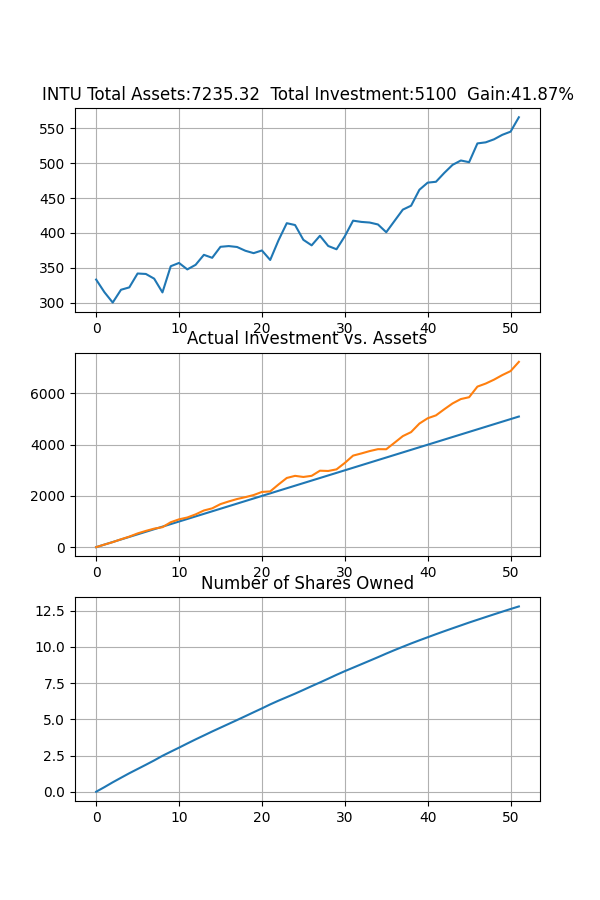 INTU Total Assets:7235.32  Total Investment:5100  Gain:41.87%
550
500
450
400
350
300
0 10 20 30 40 50
Actual Investment vs. Assets
6000
4000
2000
0
0 10 20 30 40 50
Number of Shares Owned
12.5
10.0
7.5
5.0
2.5
0.0
0 10 20 30 40 50